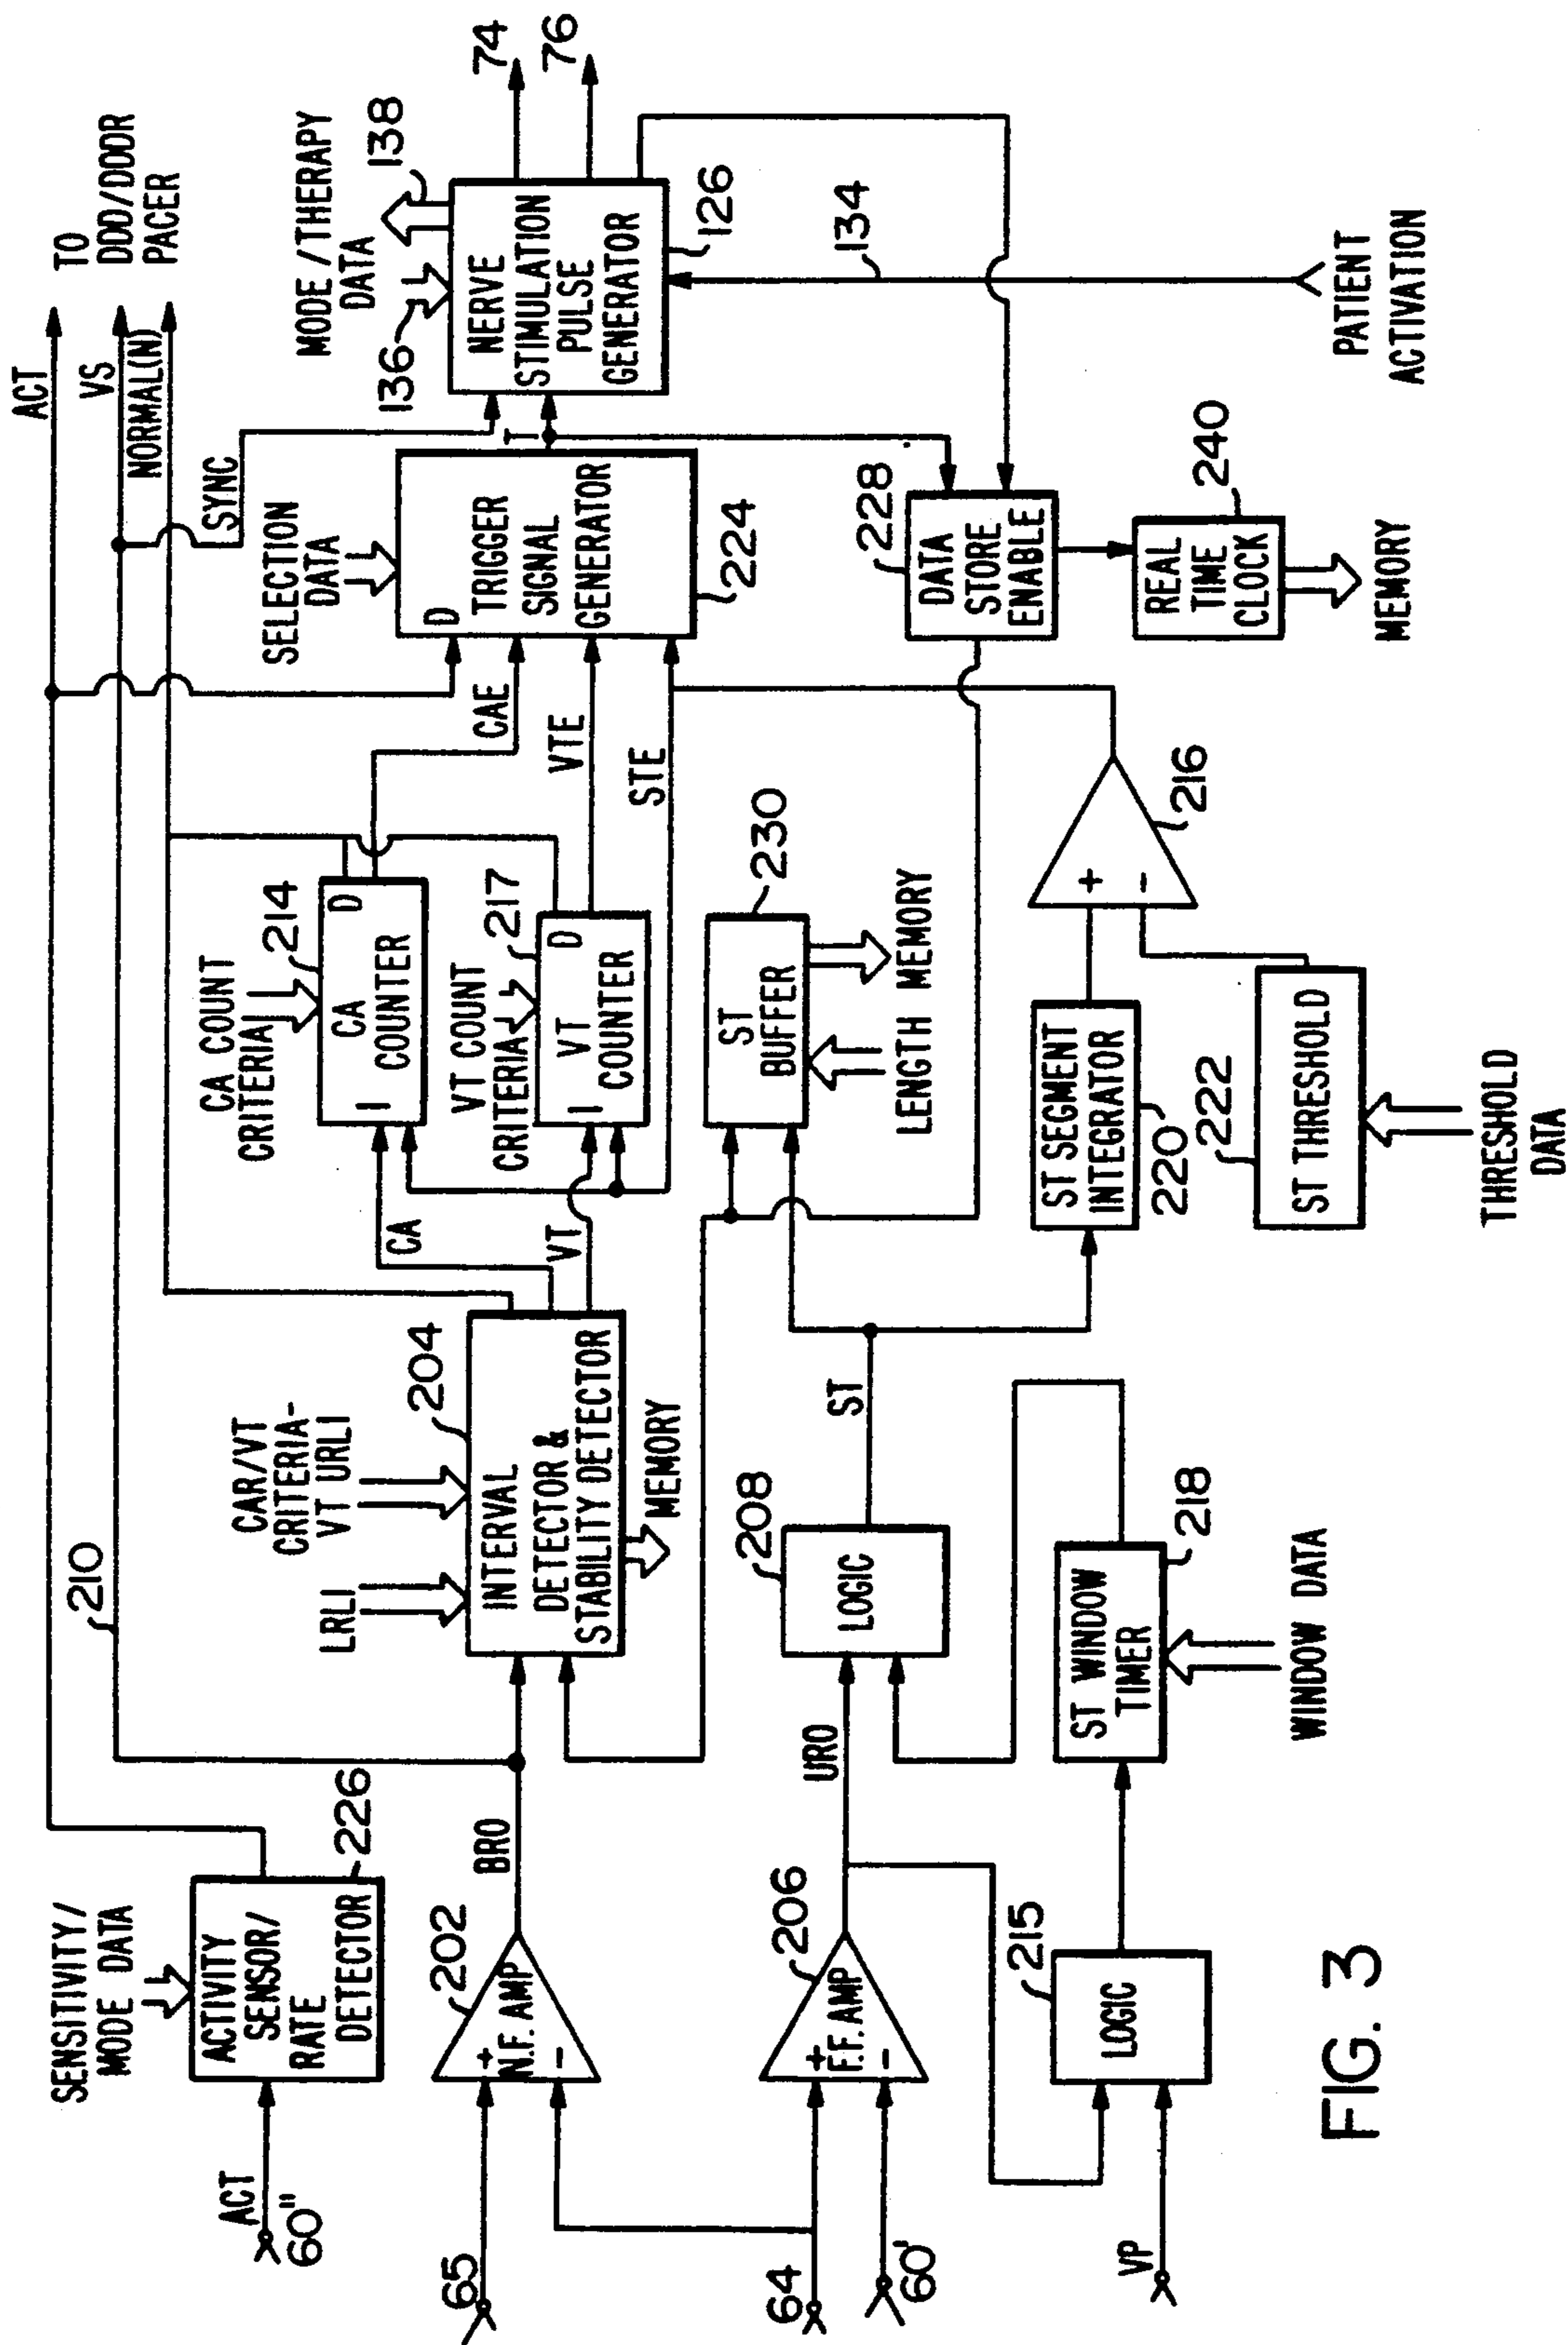 ACT
TO
DDD/DDDR
PACER
VS
NORMAL(N)
210
SYNC
SENSITIVITY/
MODE DATA
ACT
60"
ACTIVITY
SENSOR/
RATE
DETECTOR
226
65
+
N.F. AMP
-
202
BRO
LRLI
CAR/VT
CRITERIA-
VT URLI
204
INTERVAL
DETECTOR &
STABILITY DETECTOR
MEMORY
CA
VT
CA COUNT
CRITERIA
214
CA
I D
COUNTER
VT COUNT
CRITERIA
217
I VT D
COUNTER
CAE
VTE
STE
SELECTION
DATA
D
TRIGGER
SIGNAL
GENERATOR
224
T
136
MODE/THERAPY
DATA
138
NERVE
STIMULATION
PULSE
GENERATOR
126
74
76
134
PATIENT
ACTIVATION
64
60'
+
F.F. AMP
-
206
URO
208
LOGIC
ST
230
ST
BUFFER
LENGTH MEMORY
228
DATA
STORE
ENABLE
240
REAL
TIME
CLOCK
MEMORY
VP
215
LOGIC
218
ST WINDOW
TIMER
WINDOW DATA
ST SEGMENT
INTEGRATOR
220
222
ST THRESHOLD
THRESHOLD
DATA
+
-
216
FIG. 3